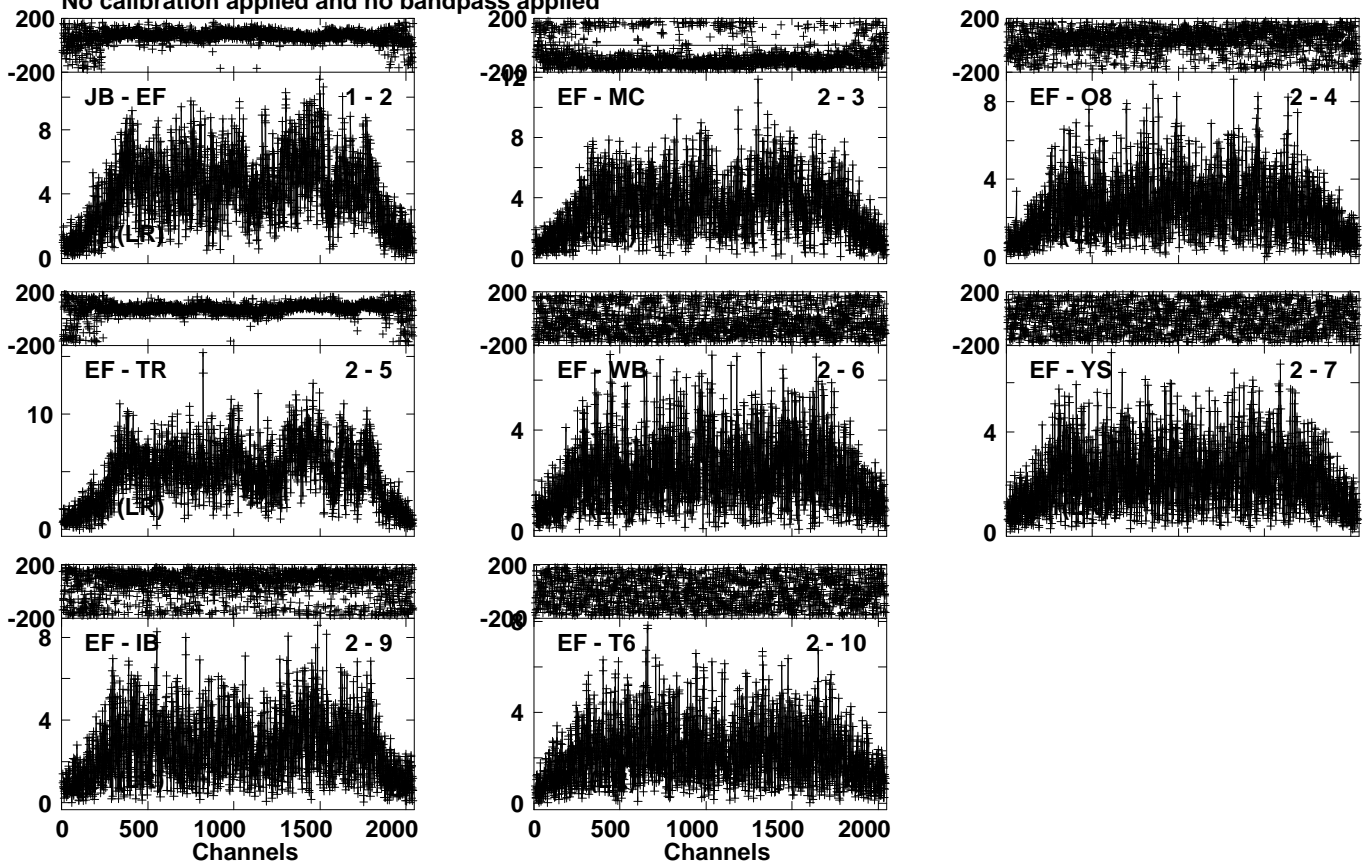 No calibration applied and no bandpass applied
200
-200
JB - EF 1 - 2
8
4
0
(LR)
200
-200
12
EF - MC 2 - 3
8
4
0
200
-200
EF - O8 2 - 4
8
4
0
200
-200
EF - TR 2 - 5
10
0
(LR)
200
-200
EF - WB 2 - 6
4
0
200
-200
EF - YS 2 - 7
4
0
200
-200
EF - IB 2 - 9
8
4
0
0 500 1000 1500 2000
Channels
200
-200
8
EF - T6 2 - 10
4
0
0 500 1000 1500 2000
Channels